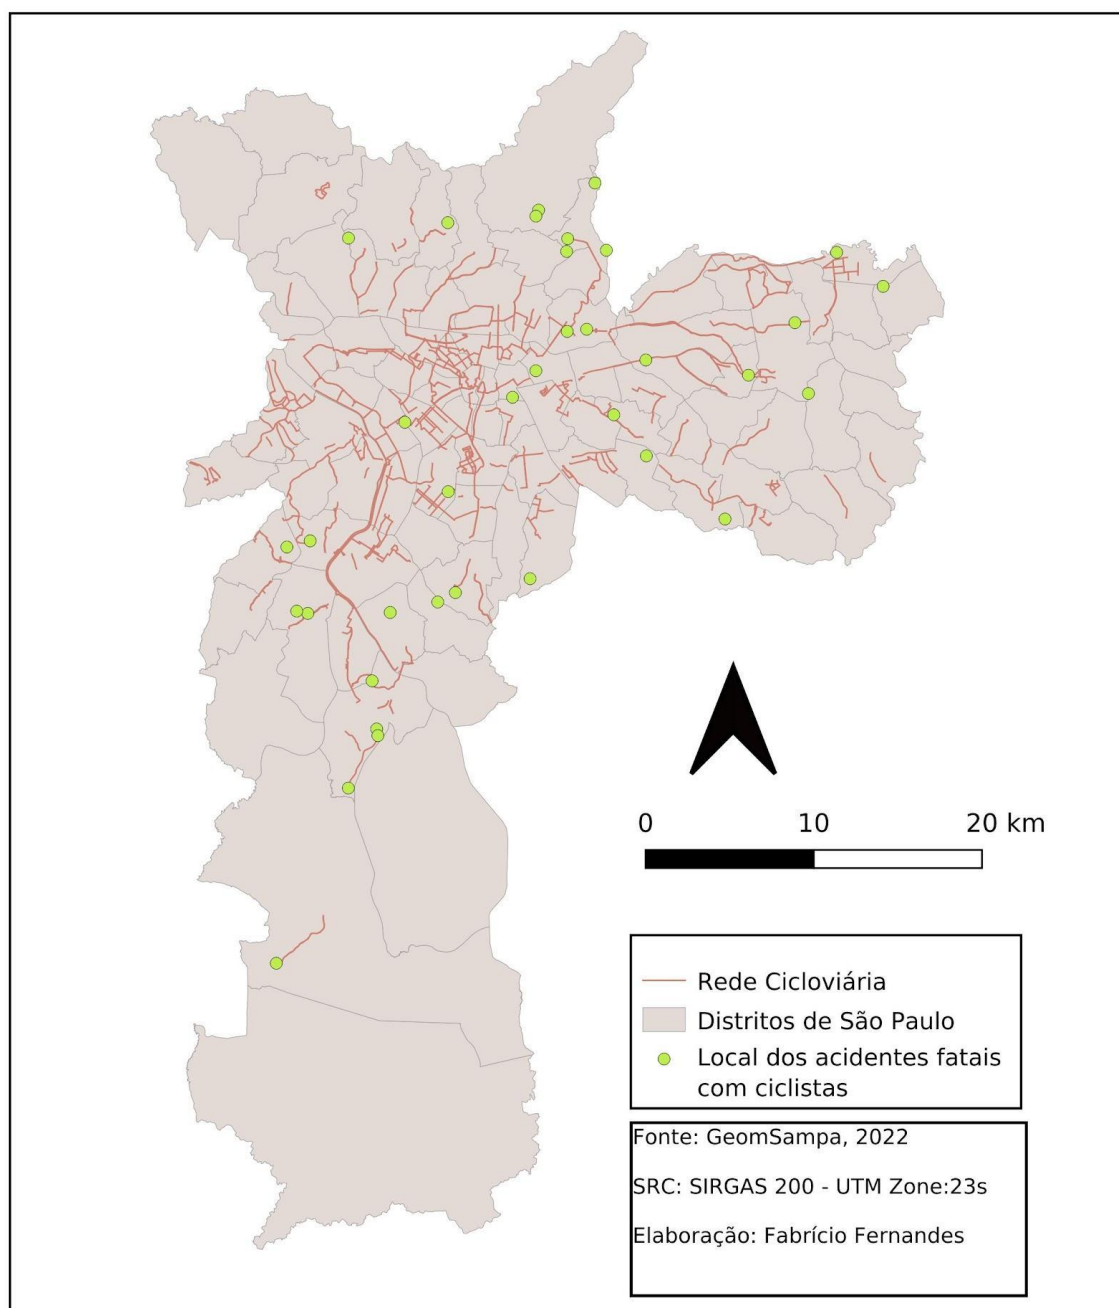 0 10 20 km
Rede Cicloviária
Distritos de São Paulo
Local dos acidentes fatais
com ciclistas
Fonte: GeomSampa, 2022
SRC: SIRGAS 200 - UTM Zone:23s
Elaboração: Fabrício Fernandes